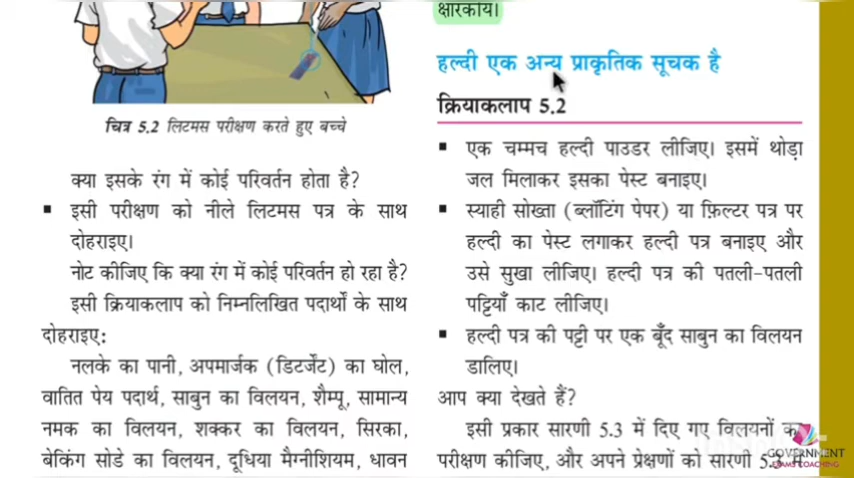 चित्र 5.2 लिटमस परीक्षण करते हुए बच्चे
क्या इसके रंग में कोई परिवर्तन होता है?
▪ इसी परीक्षण को नीले लिटमस पत्र के साथ
दोहराइए।
नोट कीजिए कि क्या रंग में कोई परिवर्तन हो रहा है?
इसी क्रियाकलाप को निम्नलिखित पदार्थों के साथ
दोहराइए:
नलके का पानी, अपमार्जक (डिटर्जेंट) का घोल,
वातित पेय पदार्थ, साबुन का विलयन, शैम्पू, सामान्य
नमक का विलयन, शक्कर का विलयन, सिरका,
बेकिंग सोडे का विलयन, दूधिया मैग्नीशियम, धावन
क्षारकीय।
हल्दी एक अन्य प्राकृतिक सूचक है
क्रियाकलाप 5.2
▪ एक चम्मच हल्दी पाउडर लीजिए। इसमें थोड़ा
जल मिलाकर इसका पेस्ट बनाइए।
▪ स्याही सोख्ता (ब्लॉटिंग पेपर) या फ़िल्टर पत्र पर
हल्दी का पेस्ट लगाकर हल्दी पत्र बनाइए और
उसे सुखा लीजिए। हल्दी पत्र की पतली-पतली
पट्टियाँ काट लीजिए।
▪ हल्दी पत्र की पट्टी पर एक बूँद साबुन का विलयन
डालिए।
आप क्या देखते हैं?
इसी प्रकार सारणी 5.3 में दिए गए विलयनों का
परीक्षण कीजिए, और अपने प्रेक्षणों को सारणी 5.3 में
GOVERNMENT
EXAMS COACHING